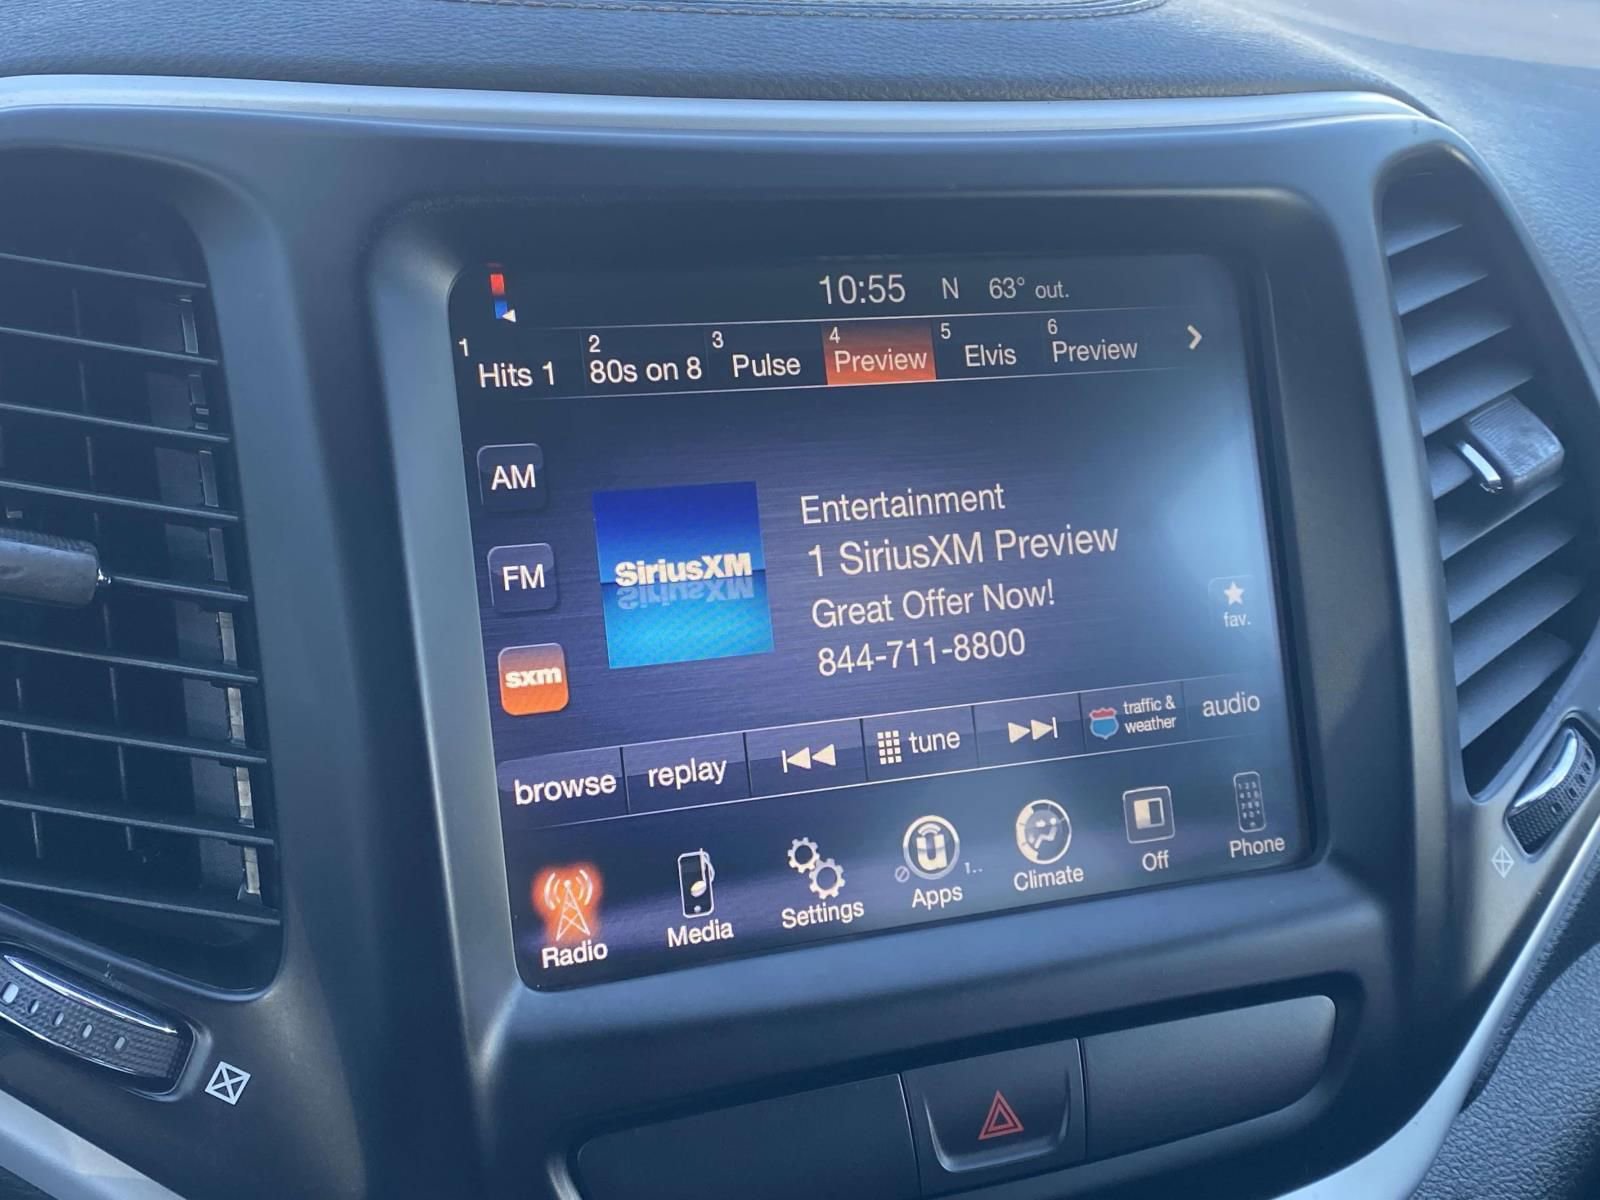 10:55 N 63° out.
1 Hits 1 2 80s on 8 3 Pulse 4 Preview 5 Elvis 6 Preview
AM
FM
sxm
SiriusXM
Entertainment
1 SiriusXM Preview
Great Offer Now!
844-711-8800
fav.
browse replay tune traffic & weather audio
Radio Media Settings Apps 1.. Climate Off Phone